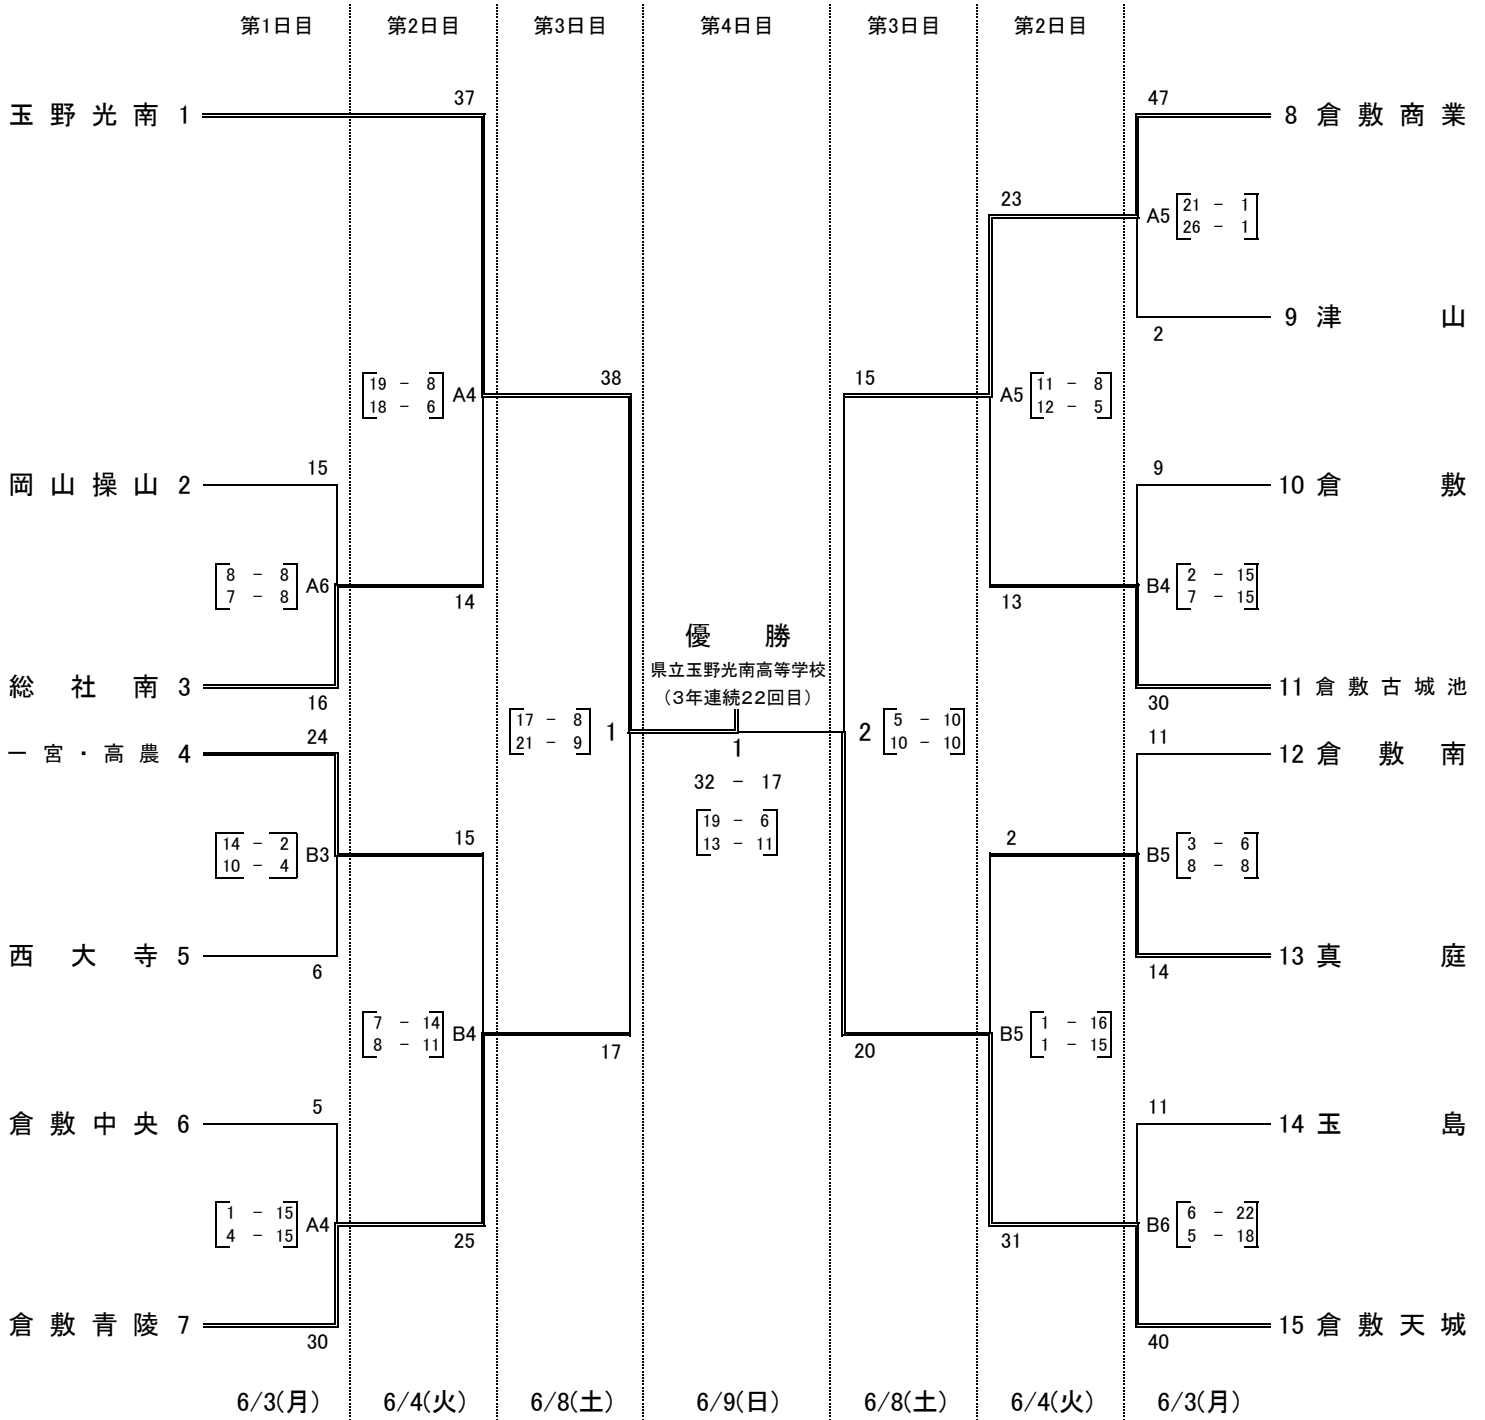 第1日目 第2日目 第3日目 第4日目 第3日目 第2日目
37 47
玉野光南 1 8 倉敷商業
23
A5 21 - 1
26 - 1
9 津山
2
38 15
19 - 8
18 - 6 A4
A5 11 - 8
12 - 5
15 9
岡山操山 2 10 倉敷
8 - 8
7 - 8 A6
B4 2 - 15
7 - 15
14 13
優勝
県立玉野光南高等学校
(3年連続22回目)
総社南 3 11 倉敷古城池
16 30
17 - 8
21 - 9 1
2 5 - 10
10 - 10
24 11
一宮・高農 4 12 倉敷南
1
32 - 17
19 - 6
13 - 11
15 2
14 - 2
10 - 4 B3
B5 3 - 6
8 - 8
西大寺 5 13 真庭
6 14
7 - 14
8 - 11 B4
B5 1 - 16
1 - 15
17 20
5 11
倉敷中央 6 14 玉島
1 - 15
4 - 15 A4
B6 6 - 22
5 - 18
25 31
倉敷青陵 7 15 倉敷天城
30 40
6/3(月) 6/4(火) 6/8(土) 6/9(日) 6/8(土) 6/4(火) 6/3(月)